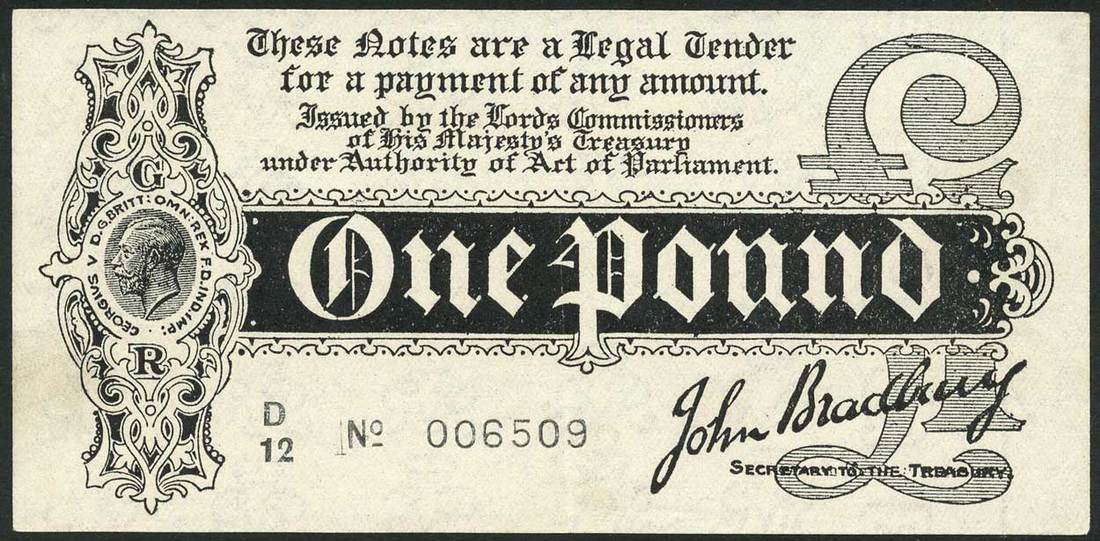 These Notes are a Legal Tender
for a payment of any amount.
Issued by the Lords Commissioners
of His Majesty's Treasury
under Authority of Act of Parliament.
£
G
GEORGIVS V D.G.BRITT: OMN:REX F.D.IND:IMP:
R
One Pound
D
12
No 006509
John Bradbury
SECRETARY TO THE TREASURY.
£1